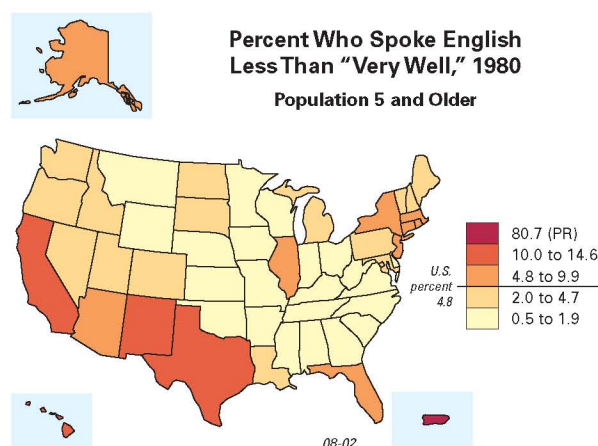 Percent Who Spoke English
Less Than "Very Well," 1980
Population 5 and Older
80.7 (PR)
10.0 to 14.6
4.8 to 9.9
2.0 to 4.7
0.5 to 1.9
U.S.
percent
4.8
08-02